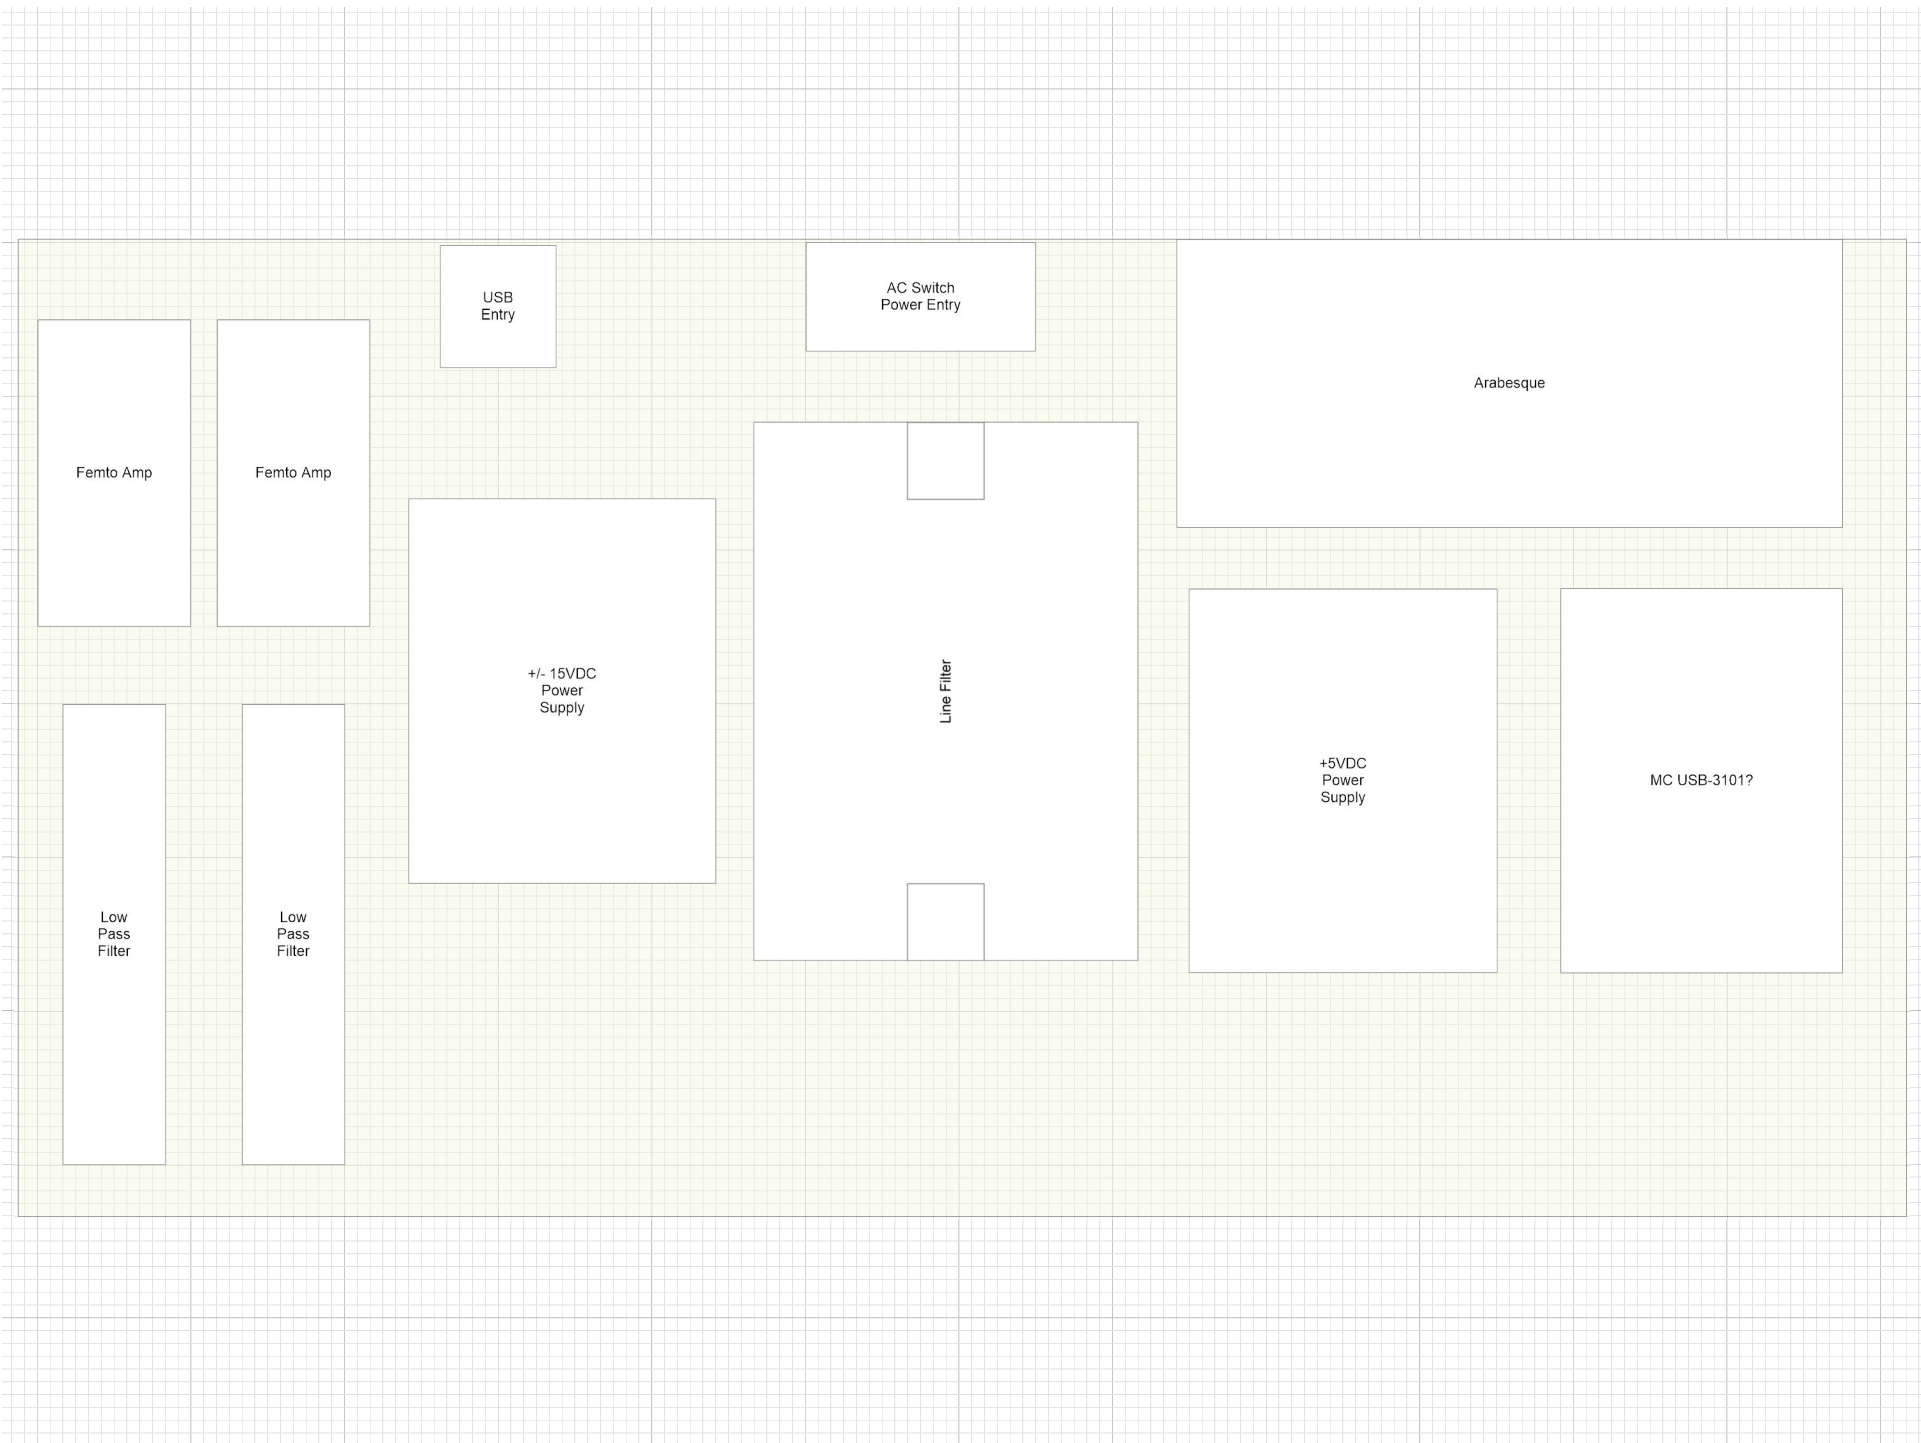 USB
Entry
AC Switch
Power Entry
Arabesque
Femto Amp
Femto Amp
+/- 15VDC
Power
Supply
Line Filter
+5VDC
Power
Supply
MC USB-3101?
Low
Pass
Filter
Low
Pass
Filter